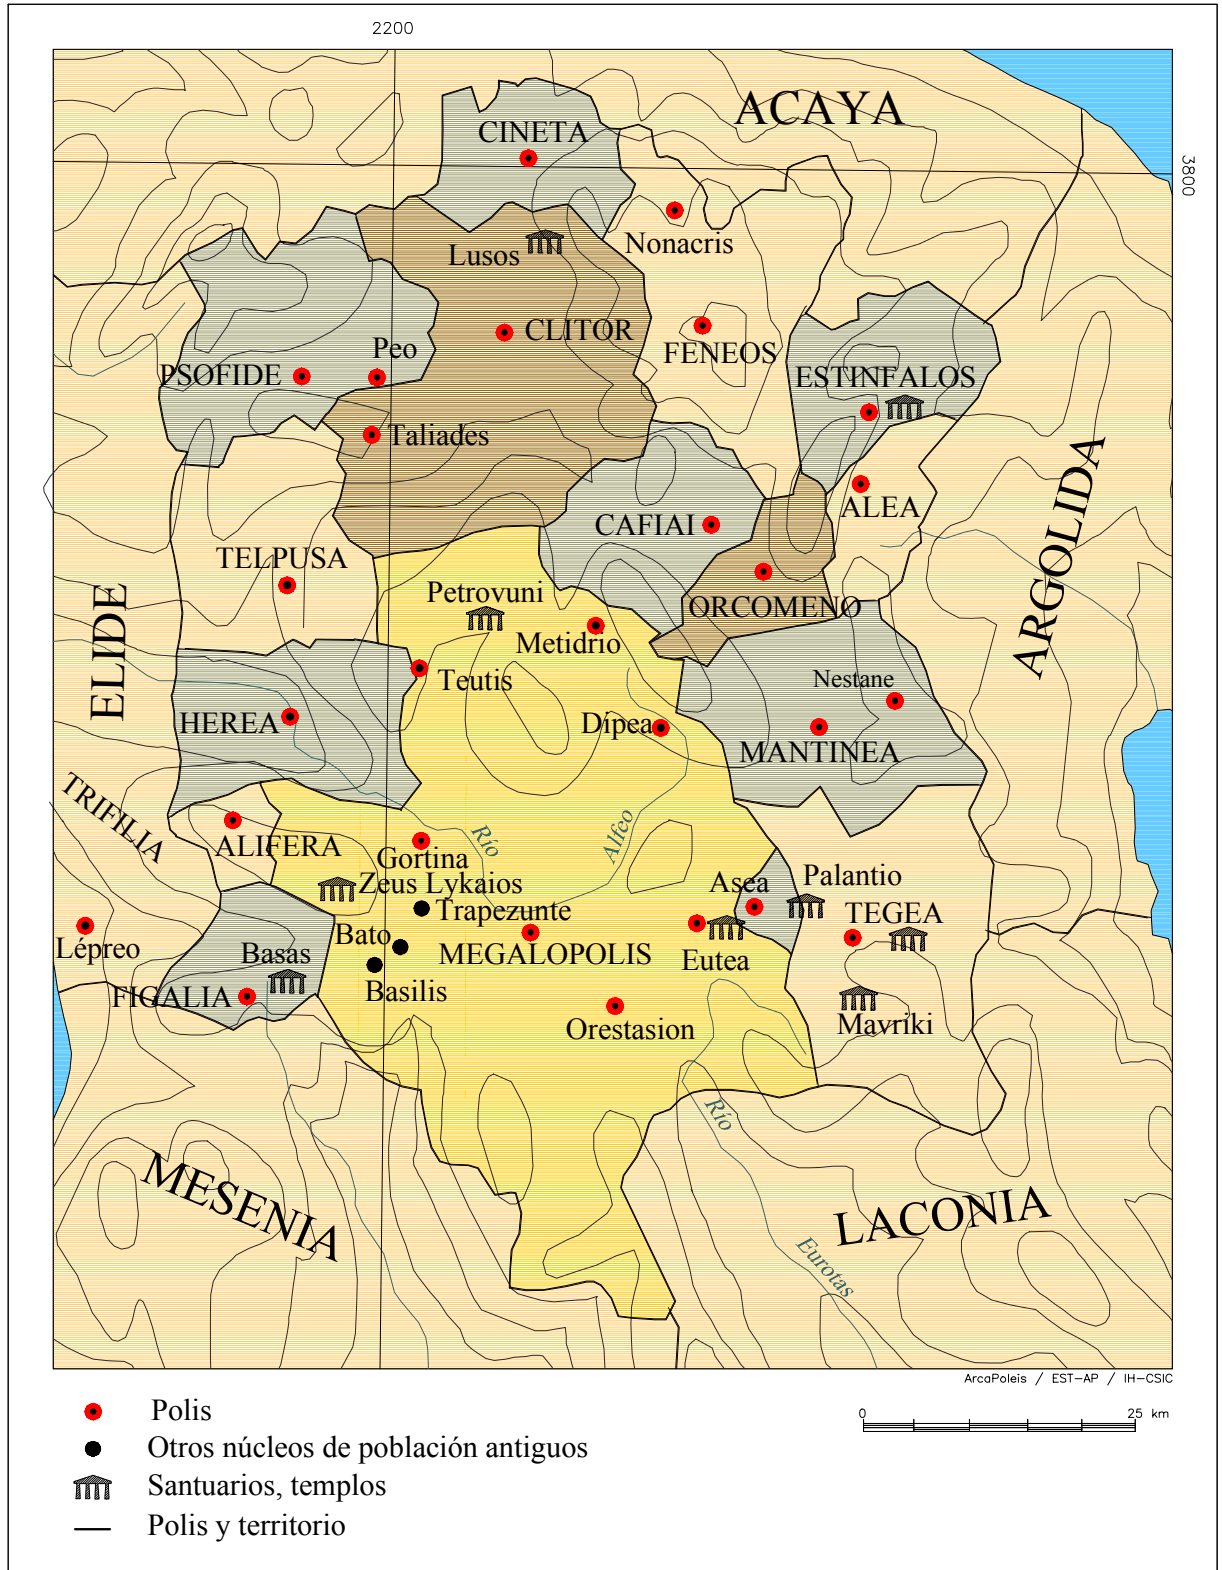 2200
ACAYA
CINETA
3800
Nonacris
Lusos
CLITOR
FENEOS
Peo
PSOFIDE
ESTINFALOS
Taliades
ARGOLIDA
ALEA
CAFIAI
TELPUSA
ELIDE
Petrovuni
ORCOMENO
Metidrio
Teutis
Nestane
HEREA
Dípea
MANTINEA
TRIFILIA
ALIFERA
Río
Alfeo
Gortina
Zeus Lykaios
Asea
Palantio
Trapezunte
TEGEA
Lépreo
Bato
MEGALOPOLIS
Basas
Eutea
Basilis
FIGALIA
Orestasion
Mavriki
Río
MESENIA
LACONIA
Eurotas
ArcaPoleis / EST-AP / IH-CSIC
0 25 km
Polis
Otros núcleos de población antiguos
Santuarios, templos
Polis y territorio